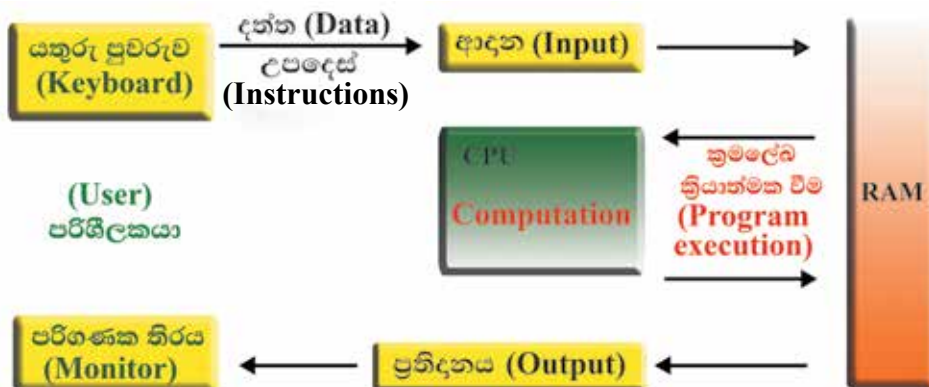 යතුරු පුවරුව
(Keyboard)
දත්ත (Data)
උපදෙස්
(Instructions)
ආදාන (Input)
CPU
Computation
ක්‍රමලේඛ
ක්‍රියාත්මක වීම
(Program
execution)
RAM
(User)
පරිශීලකයා
පරිගණක තිරය
(Monitor)
ප්‍රතිදානය (Output)